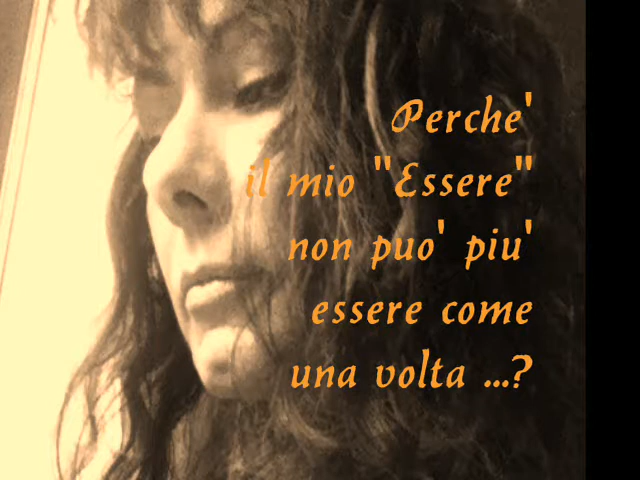 Perche'
il mio "Essere"
non puo' piu'
essere come
una volta ...?